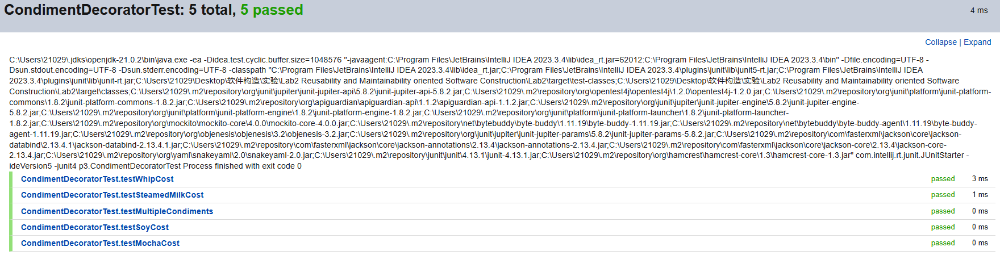 CondimentDecoratorTest: 5 total, 5 passed
4 ms
Collapse | Expand
C:\Users\21029\.jdks\openjdk-21.0.2\bin\java.exe -ea -Didea.test.cyclic.buffer.size=1048576 "-javaagent:C:\Program Files\JetBrains\IntelliJ IDEA 2023.3.4\lib\idea_rt.jar=62012:C:\Program Files\JetBrains\IntelliJ IDEA 2023.3.4\bin" -Dfile.encoding=UTF-8 -
Dsun.stdout.encoding=UTF-8 -Dsun.stderr.encoding=UTF-8 -classpath "C:\Program Files\JetBrains\IntelliJ IDEA 2023.3.4\lib\idea_rt.jar;C:\Program Files\JetBrains\IntelliJ IDEA 2023.3.4\plugins\junit\lib\junit5-rt.jar;C:\Program Files\JetBrains\IntelliJ IDEA
2023.3.4\plugins\junit\lib\junit-rt.jar;C:\Users\21029\Desktop\软件构造\实验\Lab2 Reusability and Maintainability oriented Software Construction\Lab2\target\test-classes;C:\Users\21029\Desktop\软件构造\实验\Lab2 Reusability and Maintainability oriented Software
Construction\Lab2\target\classes;C:\Users\21029\.m2\repository\org\junit\jupiter\junit-jupiter-api\5.8.2\junit-jupiter-api-5.8.2.jar;C:\Users\21029\.m2\repository\org\opentest4j\opentest4j\1.2.0\opentest4j-1.2.0.jar;C:\Users\21029\.m2\repository\org\junit\platform\junit-platform-
commons\1.8.2\junit-platform-commons-1.8.2.jar;C:\Users\21029\.m2\repository\org\apiguardian\apiguardian-api\1.1.2\apiguardian-api-1.1.2.jar;C:\Users\21029\.m2\repository\org\junit\jupiter\junit-jupiter-engine\5.8.2\junit-jupiter-engine-
5.8.2.jar;C:\Users\21029\.m2\repository\org\junit\platform\junit-platform-engine\1.8.2\junit-platform-engine-1.8.2.jar;C:\Users\21029\.m2\repository\org\junit\platform\junit-platform-launcher\1.8.2\junit-platform-launcher-
1.8.2.jar;C:\Users\21029\.m2\repository\org\mockito\mockito-core\4.0.0\mockito-core-4.0.0.jar;C:\Users\21029\.m2\repository\net\bytebuddy\byte-buddy\1.11.19\byte-buddy-1.11.19.jar;C:\Users\21029\.m2\repository\net\bytebuddy\byte-buddy-agent\1.11.19\byte-buddy-
agent-1.11.19.jar;C:\Users\21029\.m2\repository\org\objenesis\objenesis\3.2\objenesis-3.2.jar;C:\Users\21029\.m2\repository\org\junit\jupiter\junit-jupiter-params\5.8.2\junit-jupiter-params-5.8.2.jar;C:\Users\21029\.m2\repository\com\fasterxml\jackson\core\jackson-
databind\2.13.4.1\jackson-databind-2.13.4.1.jar;C:\Users\21029\.m2\repository\com\fasterxml\jackson\core\jackson-annotations\2.13.4\jackson-annotations-2.13.4.jar;C:\Users\21029\.m2\repository\com\fasterxml\jackson\core\jackson-core\2.13.4\jackson-core-
2.13.4.jar;C:\Users\21029\.m2\repository\org\yaml\snakeyaml\2.0\snakeyaml-2.0.jar;C:\Users\21029\.m2\repository\junit\junit\4.13.1\junit-4.13.1.jar;C:\Users\21029\.m2\repository\org\hamcrest\hamcrest-core\1.3\hamcrest-core-1.3.jar" com.intellij.rt.junit.JUnitStarter -
ideVersion5 -junit4 p3.CondimentDecoratorTest Process finished with exit code 0
CondimentDecoratorTest.testWhipCost passed 3 ms
CondimentDecoratorTest.testSteamedMilkCost passed 1 ms
CondimentDecoratorTest.testMultipleCondiments passed 0 ms
CondimentDecoratorTest.testSoyCost passed 0 ms
CondimentDecoratorTest.testMochaCost passed 0 ms